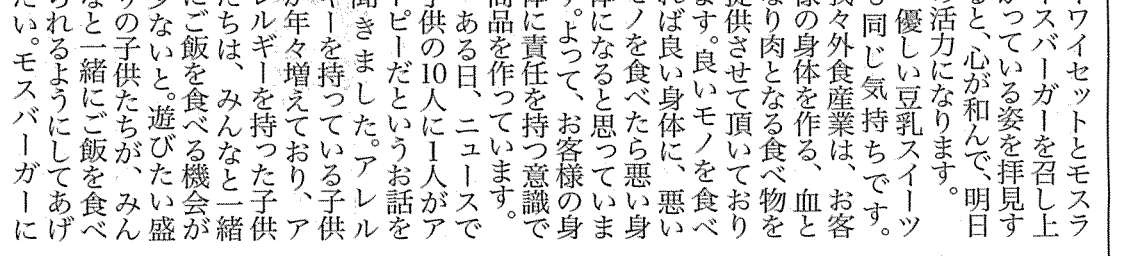 ワイセットとモスラ
イスバーガーを召し上
がっている姿を拝見す
ると、心が和んで、明日
の活力になります。
優しい豆乳スイーツ
も同じ気持ちです。
我々外食産業は、お客
様の身体を作る、血と
なり肉となる食べ物を
提供させて頂いており
ます。良いモノを食べ
れば良い身体に、悪い
モノを食べたら悪い身
体になると思っていま
す。よって、お客様の身
体に責任を持つ意識で
商品を作っています。
ある日、ニュースで
子供の10人に1人がア
トピーだというお話を
聞きました。アレル
ギーを持っている子供
が年々増えており、ア
レルギーを持った子供
たちは、みんなと一緒
にご飯を食べる機会が
少ないと。遊びたい盛
りの子供たちが、みん
なと一緒にご飯を食べ
られるようにしてあげ
たい。モスバーガーに